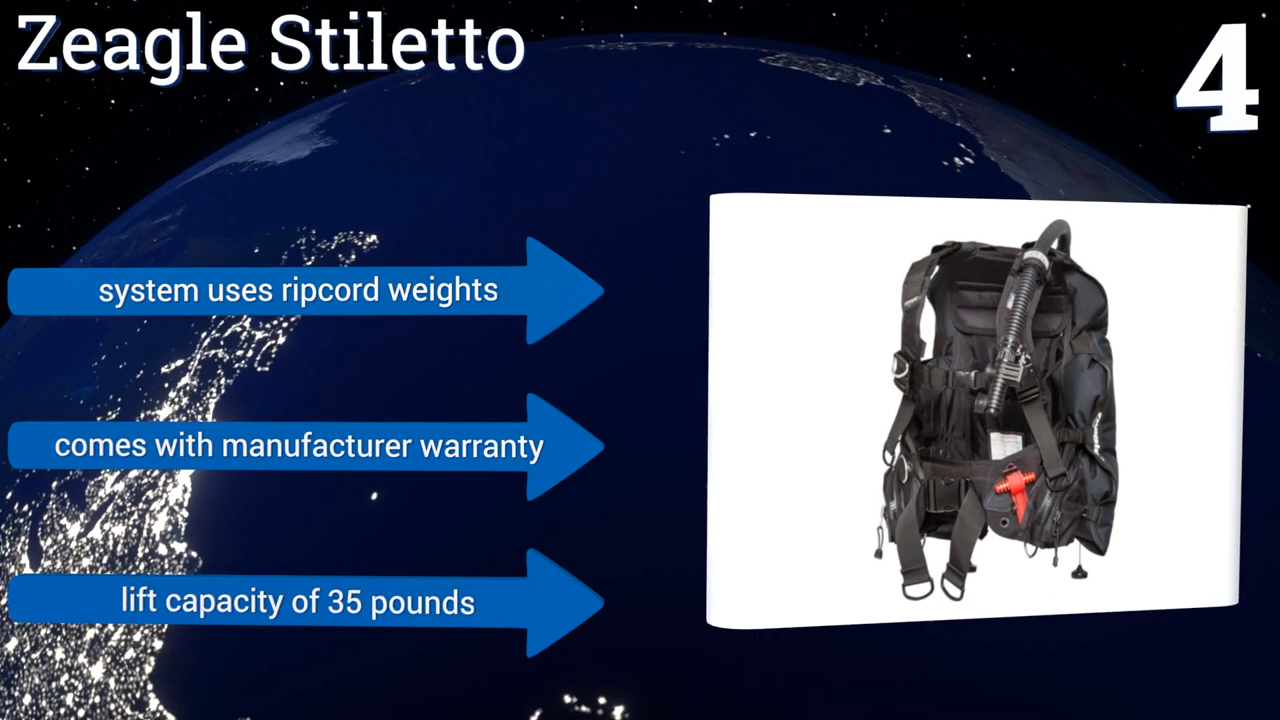 Zeagle Stiletto
4
system uses ripcord weights
comes with manufacturer warranty
lift capacity of 35 pounds